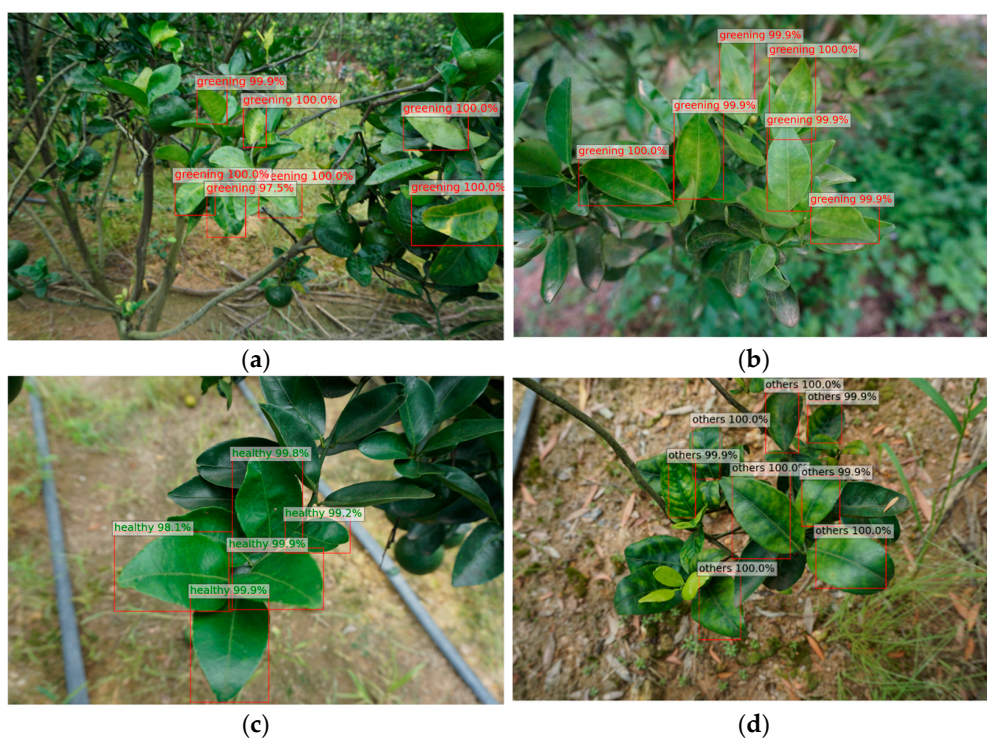 greening 99.9%
greening 100.0%
greening 100.0%
greening 100.0%
greening 100.0%
greening 97.5%
greening 100.0%
greening 99.9%
greening 100.0%
greening 99.9%
greening 99.9%
greening 100.0%
greening 99.9%
(a)
(b)
healthy 99.8%
healthy 99.2%
healthy 98.1%
healthy 99.9%
healthy 99.9%
others 100.0%
others 99.9%
others 100.0%
others 99.9%
others 100.0%
others 99.9%
others 100.0%
others 100.0%
(c)
(d)